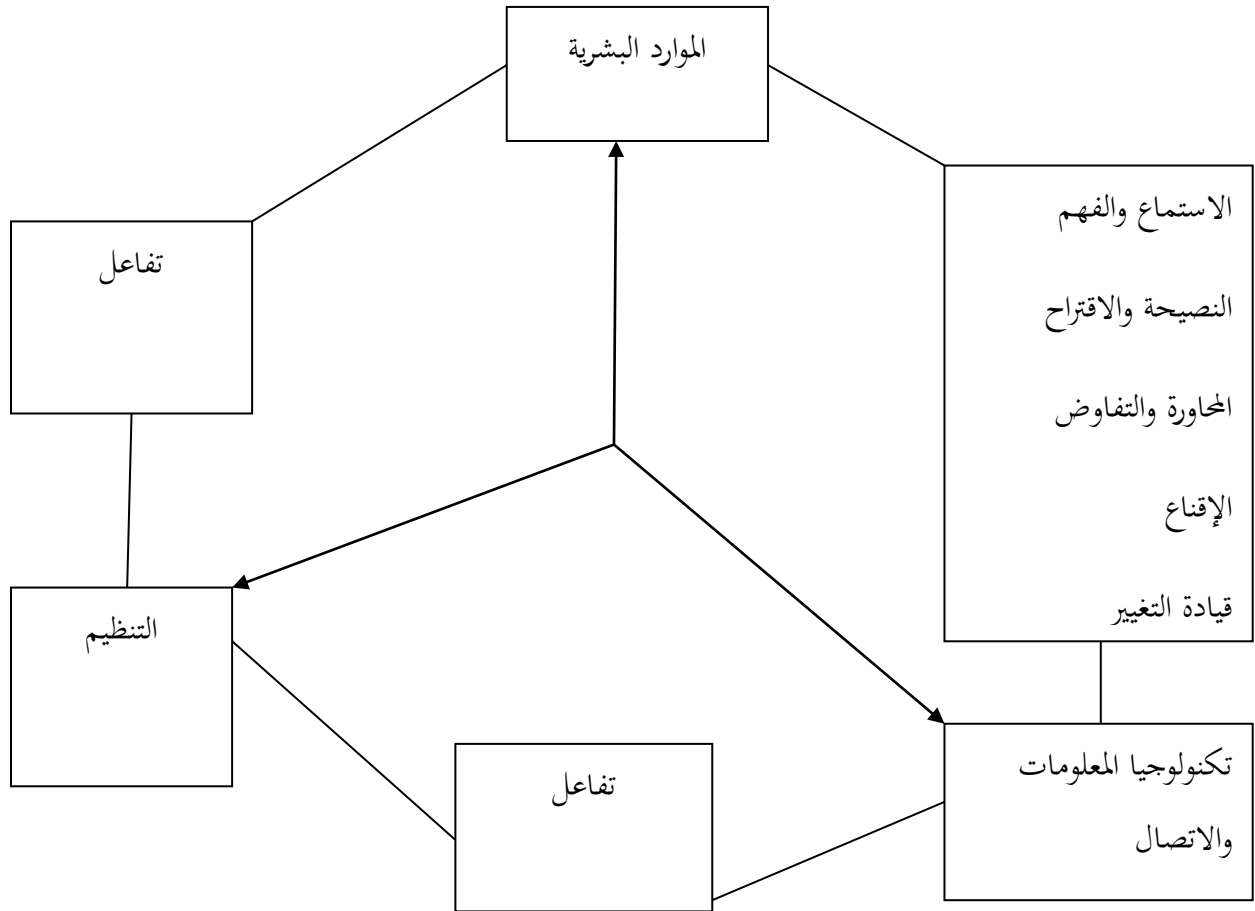 الموارد البشرية
الاستماع والفهم
النصيحة والاقتراح
المحاورة والتفاوض
الإقناع
قيادة التغيير
تفاعل
التنظيم
تفاعل
تكنولوجيا المعلومات
والاتصال